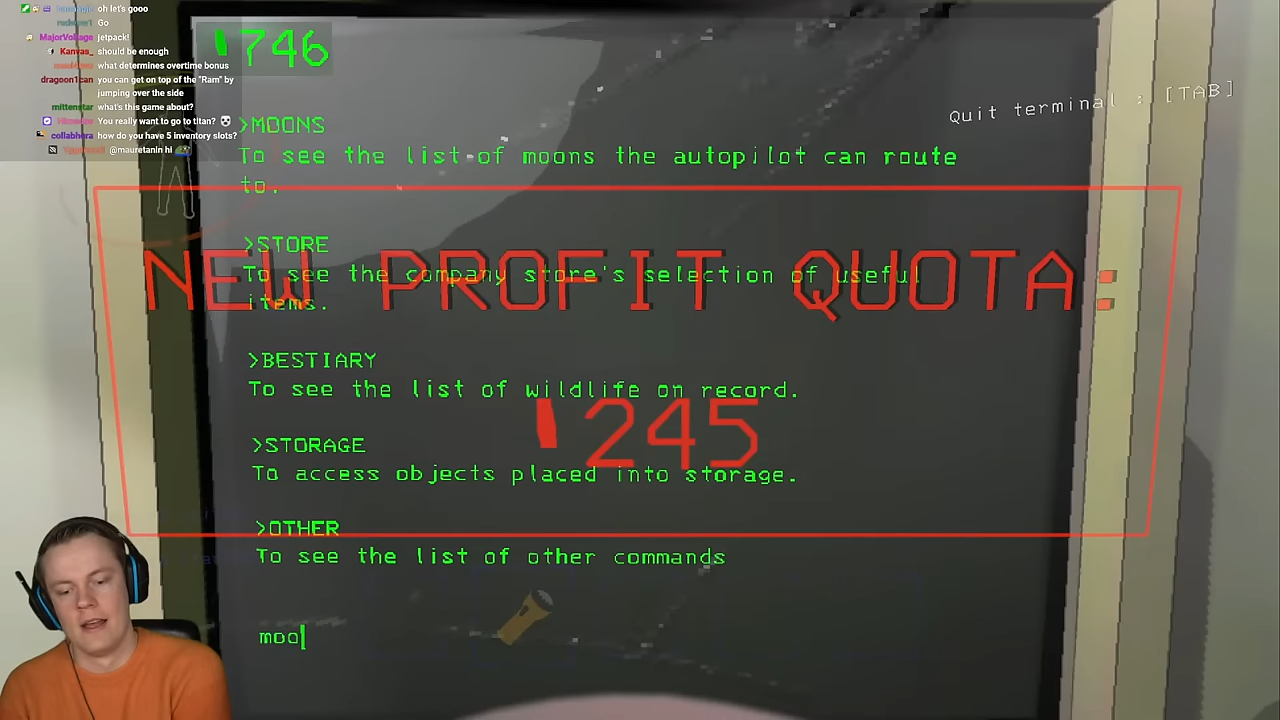 oh let's gooo
Go
MajorVoltage jetpack!
Kanvas_ should be enough
what determines overtime bonus
dragoon1can you can get on top of the "Ram" by
jumping over the side
mittenstar what's this game about?
You really want to go to titan?
collabhora how do you have 5 inventory slots?
@mauretanin hi
746
Quit terminal : [TAB]
>MOONS
To see the list of moons the autopilot can route
to.
>STORE
To see the company store's selection of useful
items.
NEW PROFIT QUOTA:
>BESTIARY
To see the list of wildlife on record.
245
>STORAGE
To access objects placed into storage.
>OTHER
To see the list of other commands
moo